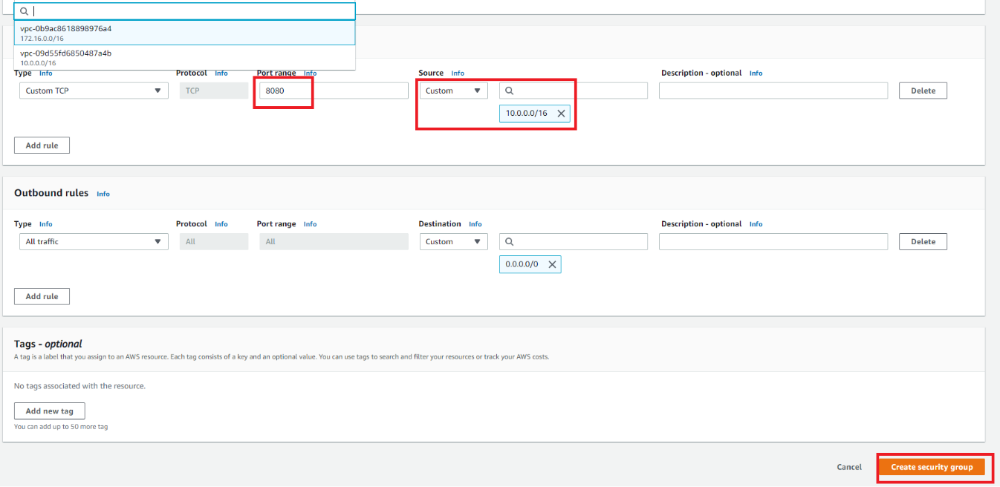 vpc-0b9ac8618898976a4
172.16.0.0/16
vpc-09d55fd6850487a4b
10.0.0.0/16
Type Info Protocol Info Port range Info Source Info Description - optional Info
Custom TCP TCP 8080 Custom Delete
10.0.0.0/16
Add rule
Outbound rules Info
Type Info Protocol Info Port range Info Destination Info Description - optional Info
All traffic All All Custom Delete
0.0.0.0/0
Add rule
Tags - optional
A tag is a label that you assign to an AWS resource. Each tag consists of a key and an optional value. You can use tags to search and filter your resources or track your AWS costs.
No tags associated with the resource.
Add new tag
You can add up to 50 more tag
Cancel Create security group